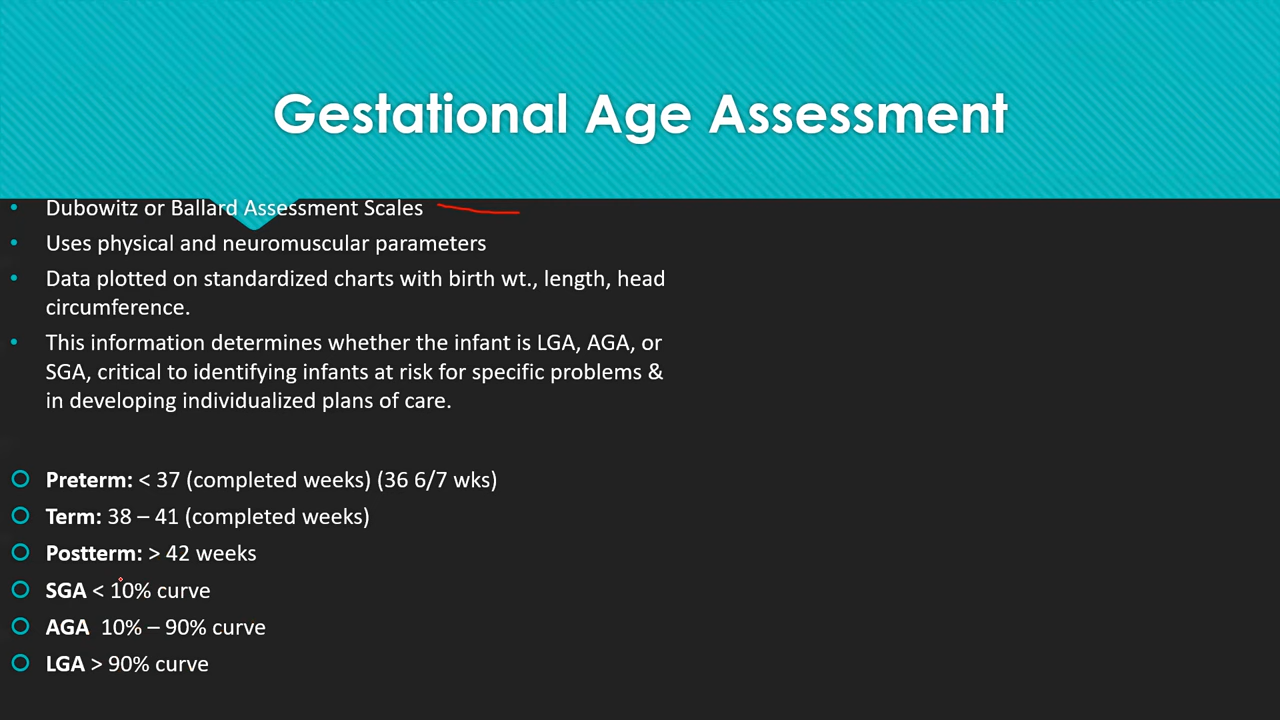 Gestational Age Assessment
• Dubowitz or Ballard Assessment Scales
• Uses physical and neuromuscular parameters
• Data plotted on standardized charts with birth wt., length, head
circumference.
• This information determines whether the infant is LGA, AGA, or
SGA, critical to identifying infants at risk for specific problems &
in developing individualized plans of care.
Preterm: < 37 (completed weeks) (36 6/7 wks)
Term: 38 – 41 (completed weeks)
Postterm: > 42 weeks
SGA < 10% curve
AGA 10% – 90% curve
LGA > 90% curve